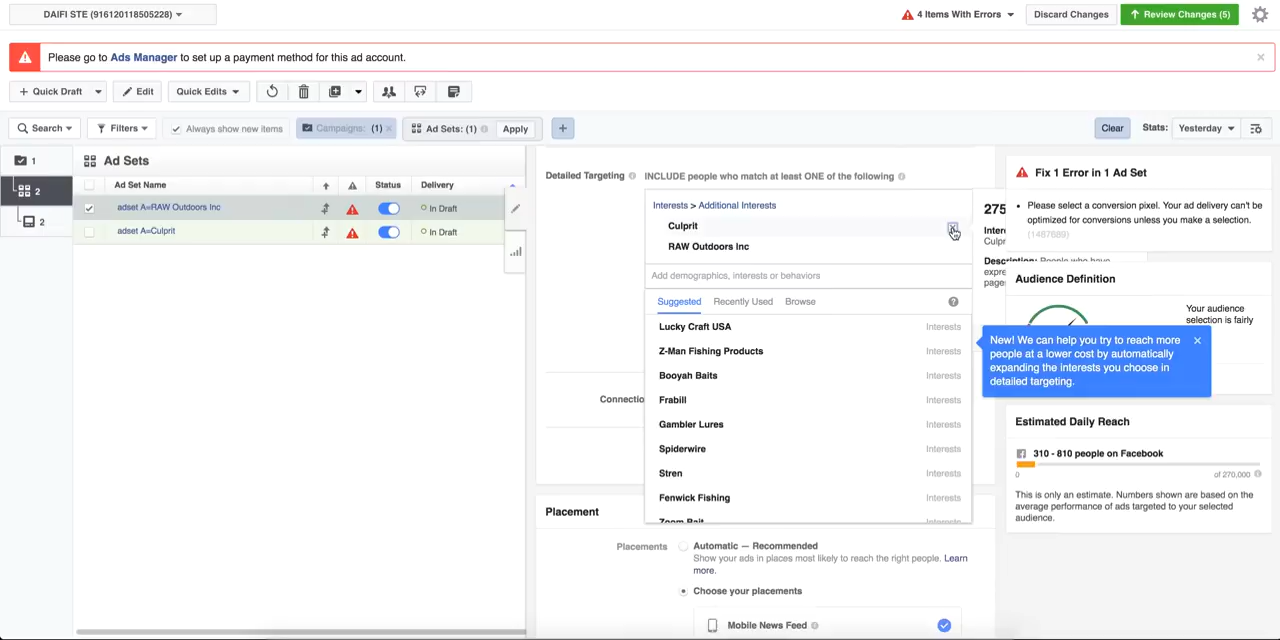 DAIFI STE (916120118505228)
4 Items With Errors
Discard Changes
Review Changes (5)
Please go to Ads Manager to set up a payment method for this ad account.
Quick Draft
Edit
Quick Edits
Search
Filters
Always show new items
Campaigns: (1)
Ad Sets: (1)
Apply
Clear
Stats:
Yesterday
1
2
2
Ad Sets
Ad Set Name
Status
Delivery
adset A=RAW Outdoors Inc
In Draft
adset A=Culprit
In Draft
Detailed Targeting
INCLUDE people who match at least ONE of the following
Interests > Additional Interests
Culprit
RAW Outdoors Inc
Add demographics, interests or behaviors
Suggested
Recently Used
Browse
Lucky Craft USA
Interests
Z-Man Fishing Products
Interests
Booyah Baits
Interests
Frabill
Interests
Gambler Lures
Interests
Spiderwire
Interests
Stren
Interests
Fenwick Fishing
Interests
Zoom Bait
Interests
Connectio
Placement
Placements
Automatic — Recommended
Show your ads in places most likely to reach the right people. Learn
more.
Choose your placements
Mobile News Feed
275
Culpr
Description: People who have
expre
pages
Fix 1 Error in 1 Ad Set
Please select a conversion pixel. Your ad delivery can't be
optimized for conversions unless you make a selection.
(1487689)
Audience Definition
Your audience
selection is fairly
New! We can help you try to reach more
people at a lower cost by automatically
expanding the interests you choose in
detailed targeting.
Estimated Daily Reach
310 - 810 people on Facebook
0
of 270,000
This is only an estimate. Numbers shown are based on the
average performance of ads targeted to your selected
audience.